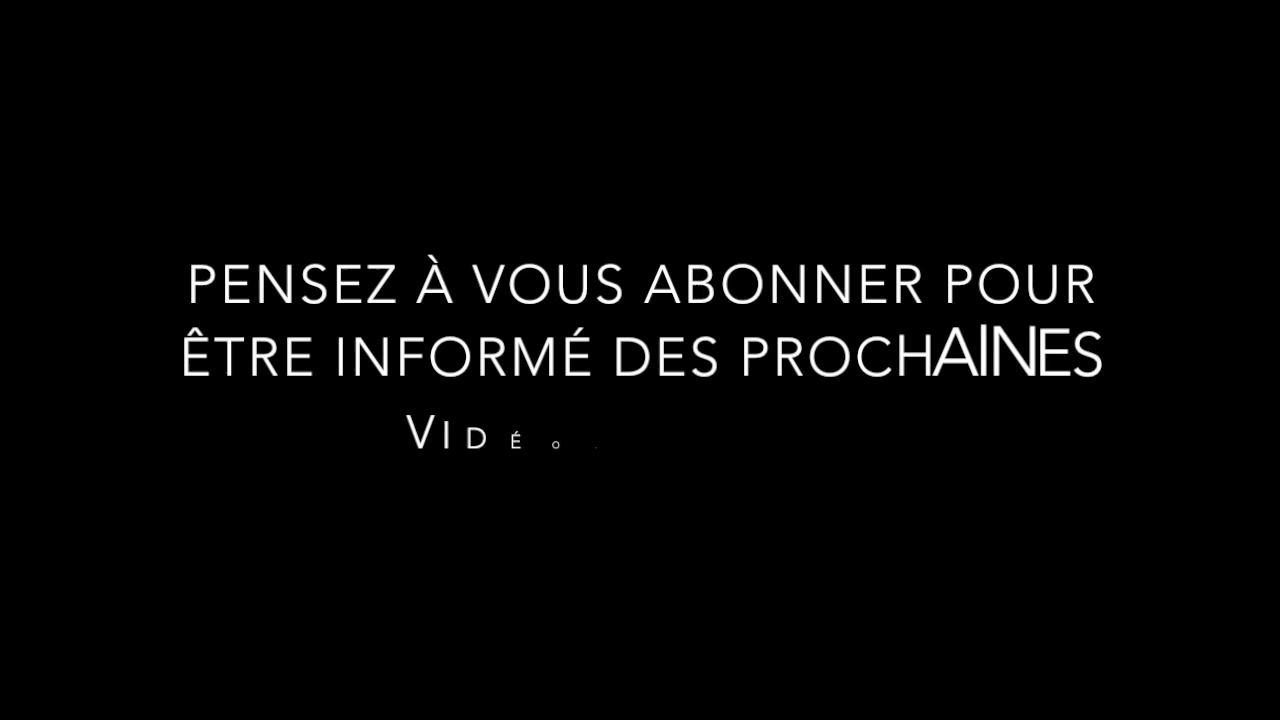 PENSEZ À VOUS ABONNER POUR
ÊTRE INFORMÉ DES PROCHAINES
VIDÉO